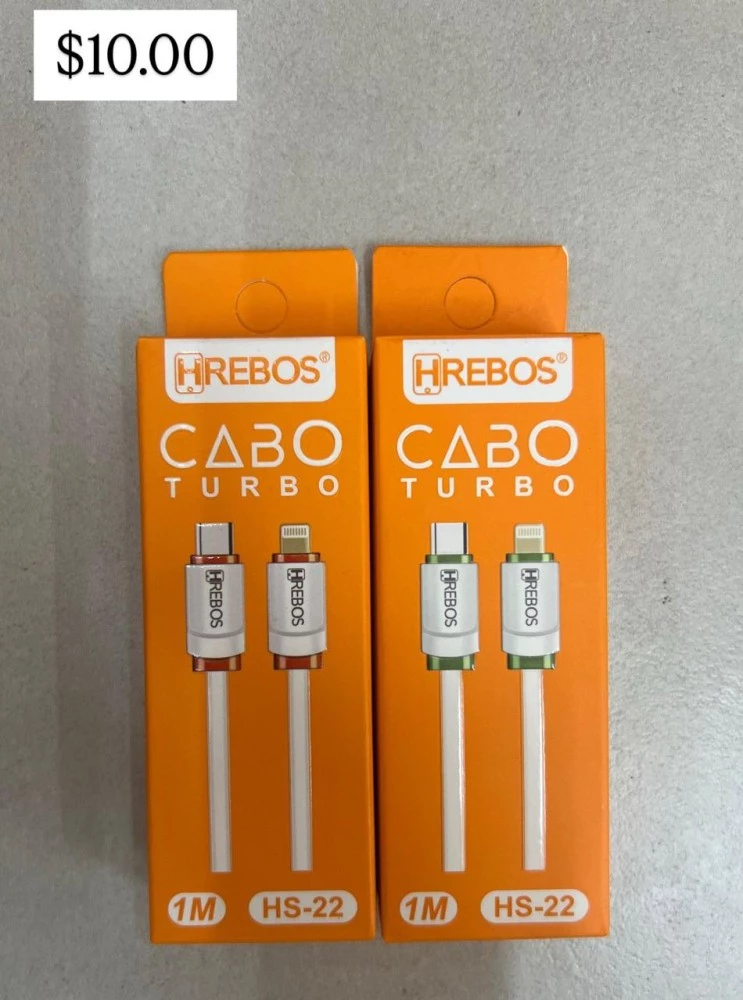 $10.00
HREBOS®
CABO
TURBO
HREBOS
HREBOS
1M
HS-22
HREBOS®
CABO
TURBO
HREBOS
HREBOS
1M
HS-22